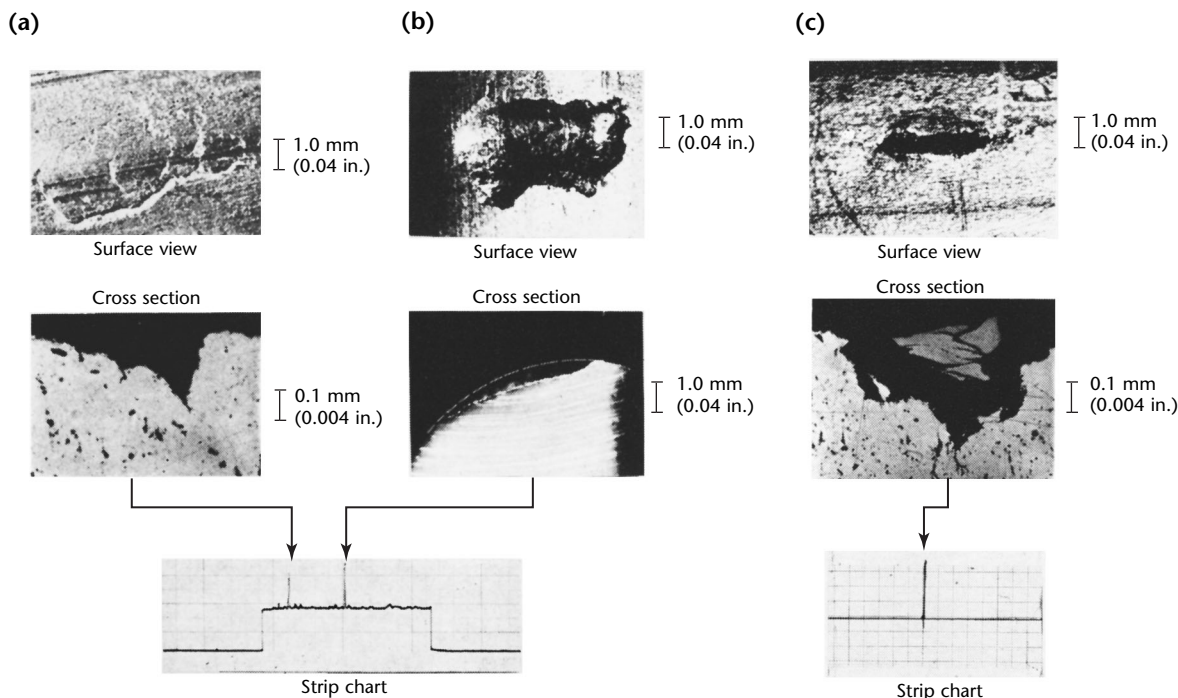 (a)
(b)
(c)
1.0 mm
(0.04 in.)
1.0 mm
(0.04 in.)
1.0 mm
(0.04 in.)
Surface view
Surface view
Surface view
Cross section
Cross section
Cross section
0.1 mm
(0.004 in.)
1.0 mm
(0.04 in.)
0.1 mm
(0.004 in.)
Strip chart
Strip chart